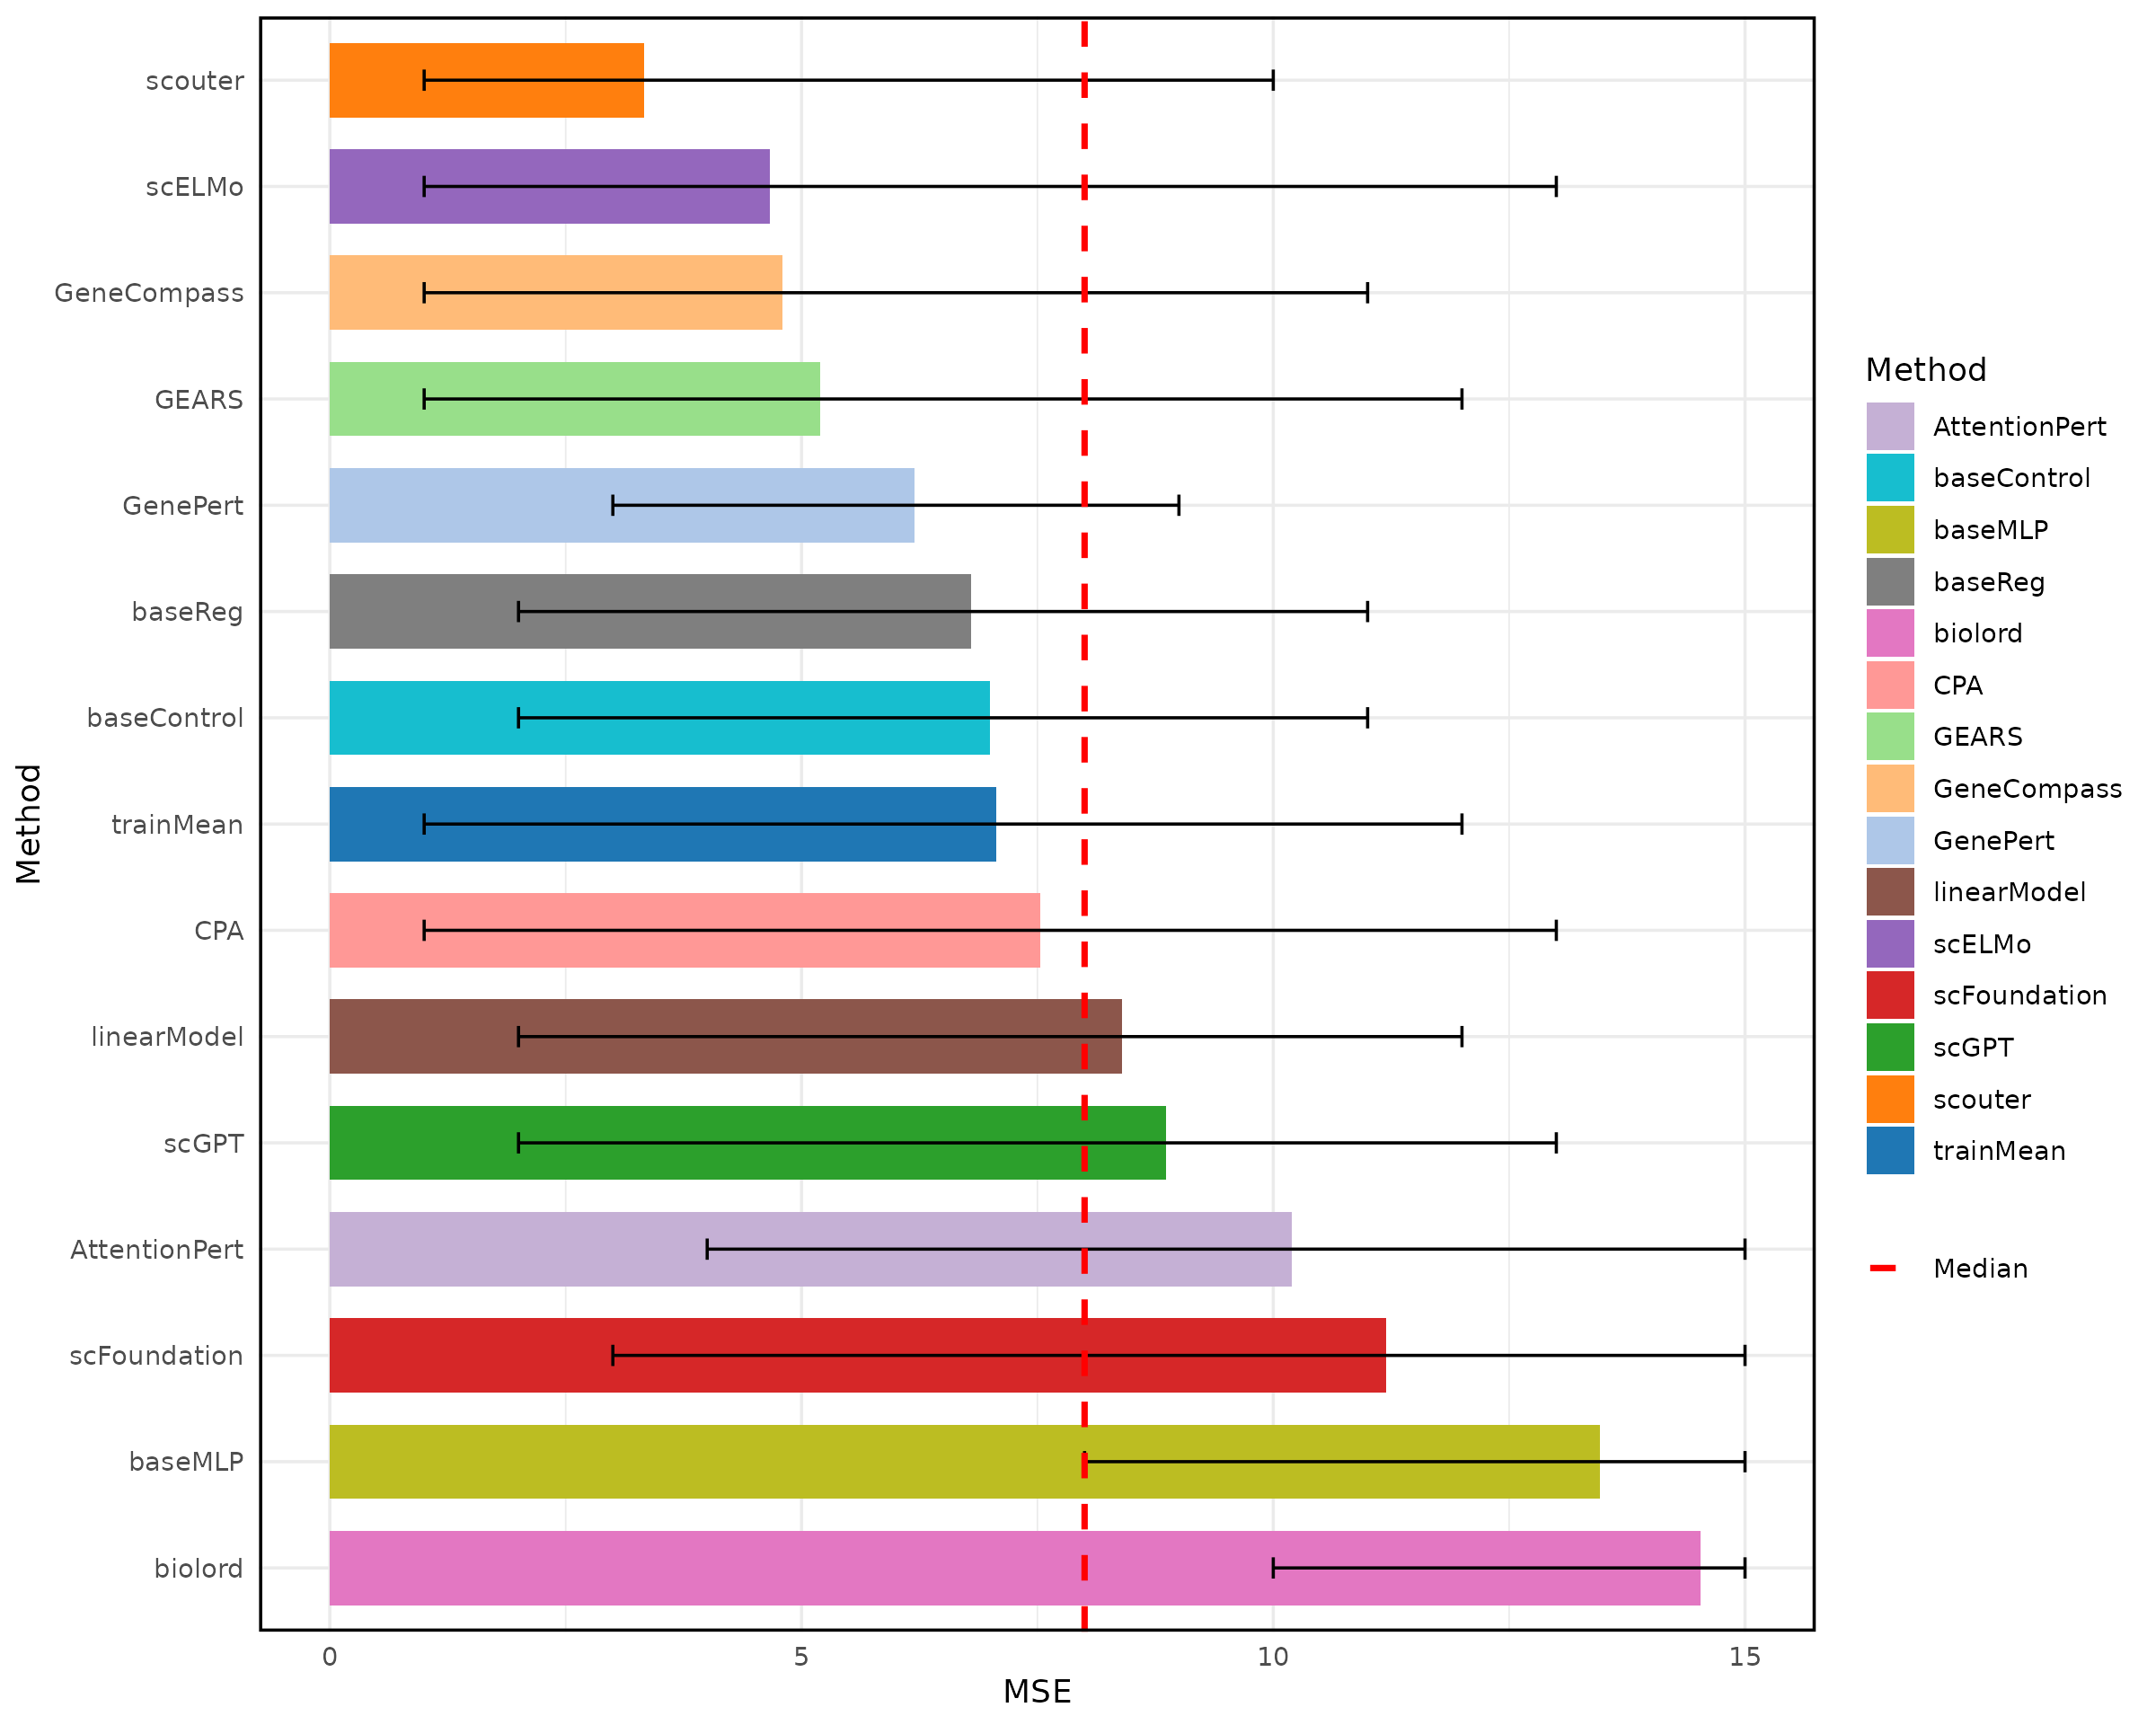 Method
scouter
scELMo
GeneCompass
GEARS
GenePert
baseReg
baseControl
trainMean
CPA
linearModel
scGPT
AttentionPert
scFoundation
baseMLP
biolord
0 5 10 15
MSE
Method
AttentionPert
baseControl
baseMLP
baseReg
biolord
CPA
GEARS
GeneCompass
GenePert
linearModel
scELMo
scFoundation
scGPT
scouter
trainMean
Median